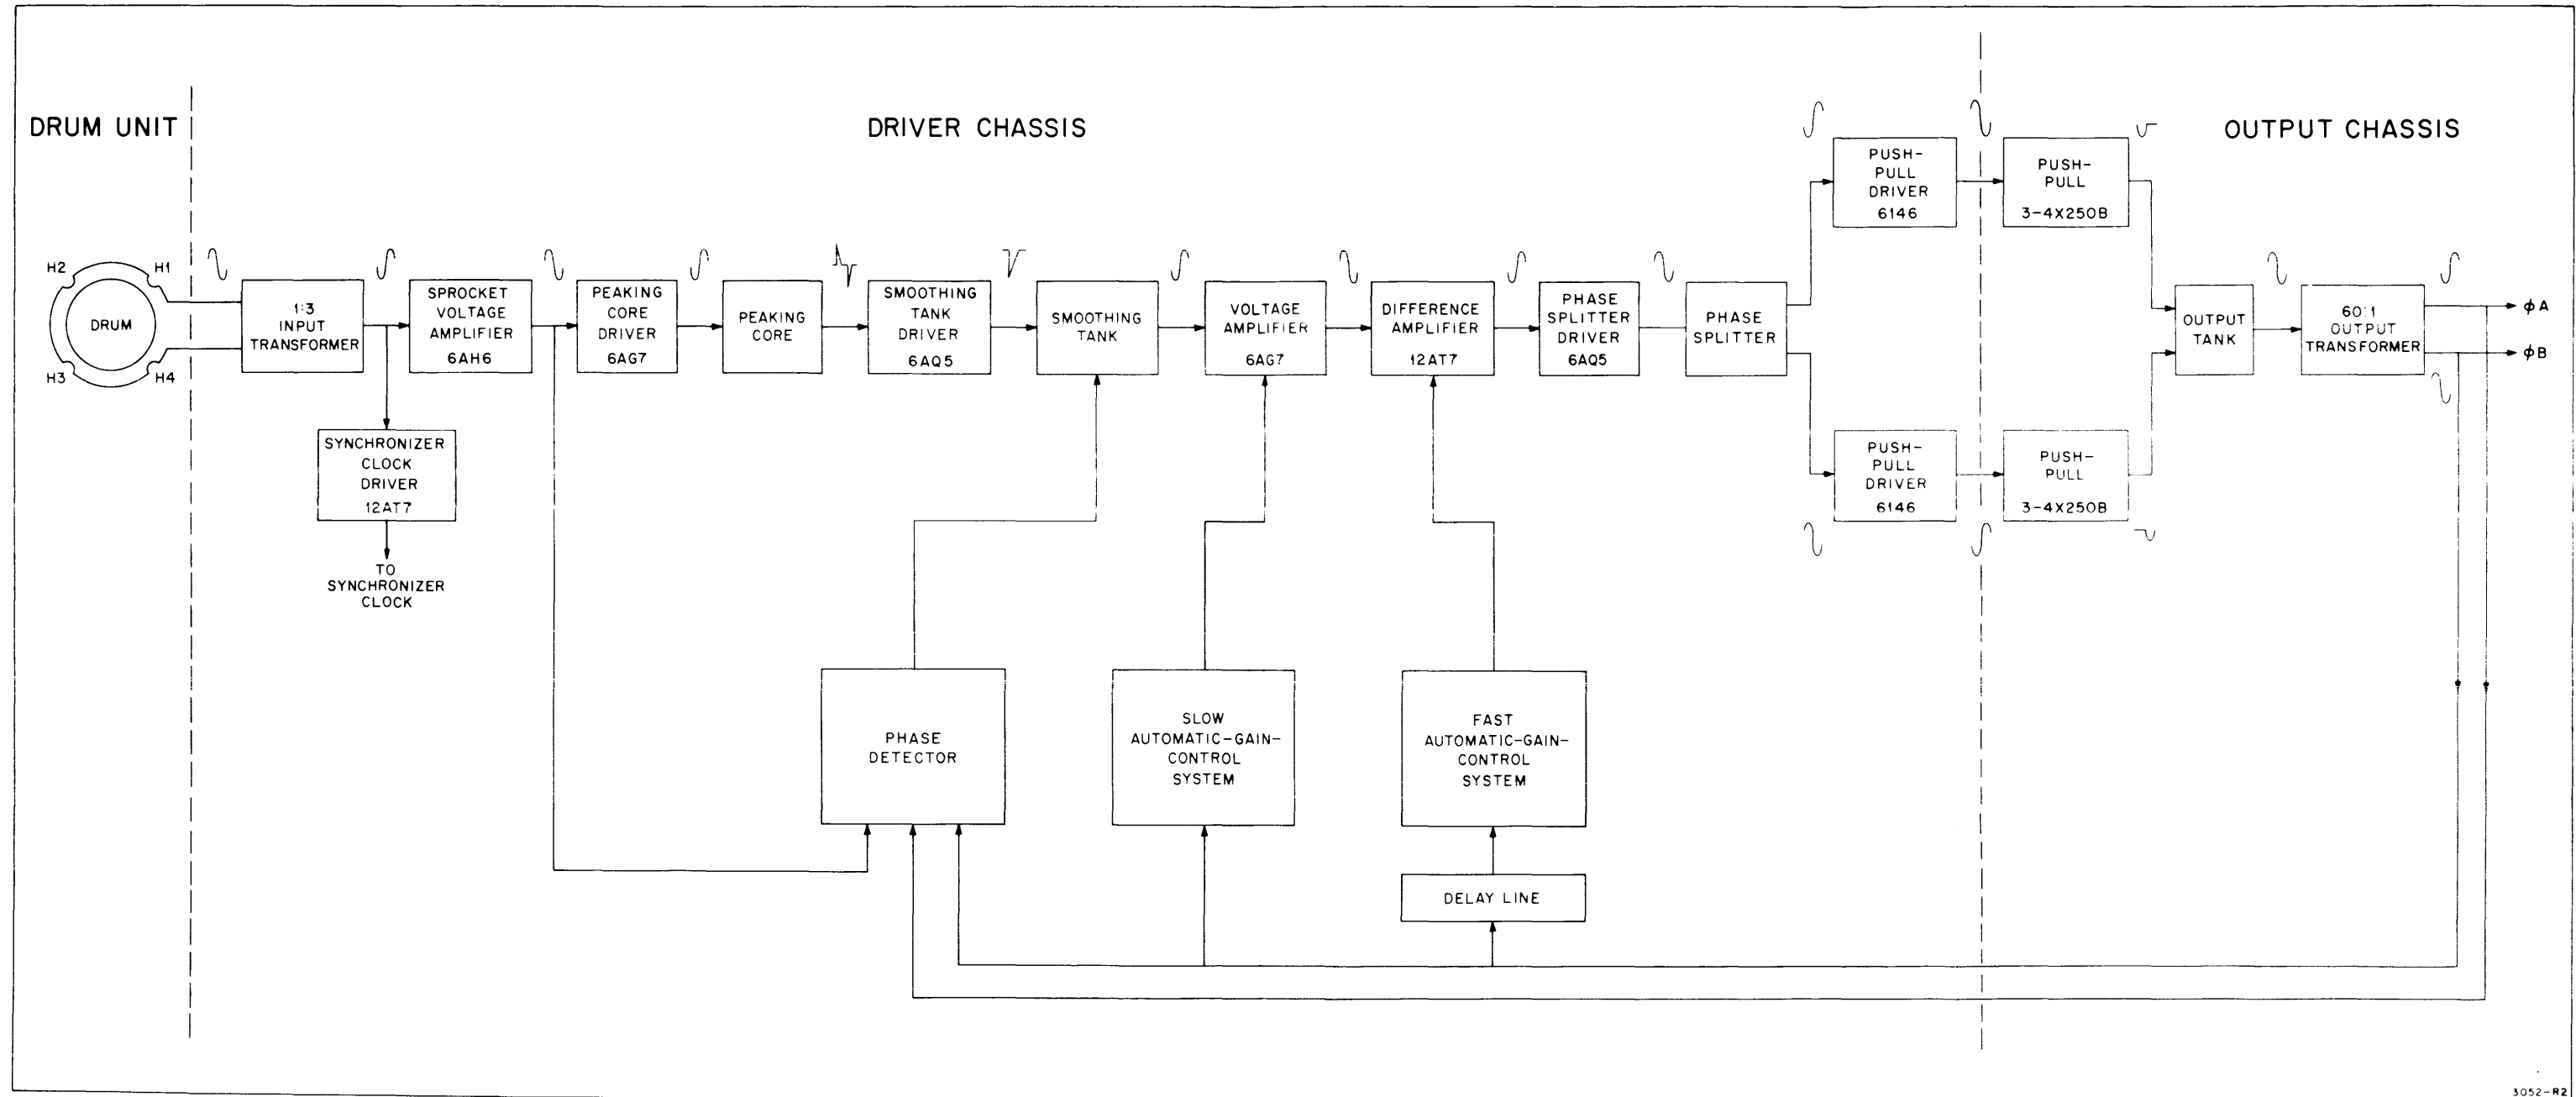 DRUM UNIT
DRIVER CHASSIS
OUTPUT CHASSIS
H2
H1
DRUM
H3
H4
1:3
INPUT
TRANSFORMER
SPROCKET
VOLTAGE
AMPLIFIER
6AH6
PEAKING
CORE
DRIVER
6AG7
PEAKING
CORE
SMOOTHING
TANK
DRIVER
6AQ5
SMOOTHING
TANK
VOLTAGE
AMPLIFIER
6AG7
DIFFERENCE
AMPLIFIER
12AT7
PHASE
SPLITTER
DRIVER
6AQ5
PHASE
SPLITTER
PUSH-
PULL
DRIVER
6146
PUSH-
PULL
3-4X250B
PUSH-
PULL
DRIVER
6146
PUSH-
PULL
3-4X250B
OUTPUT
TANK
60:1
OUTPUT
TRANSFORMER
ϕA
ϕB
SYNCHRONIZER
CLOCK
DRIVER
12AT7
TO
SYNCHRONIZER
CLOCK
PHASE
DETECTOR
SLOW
AUTOMATIC-GAIN-
CONTROL
SYSTEM
FAST
AUTOMATIC-GAIN-
CONTROL
SYSTEM
DELAY LINE
3052-R2